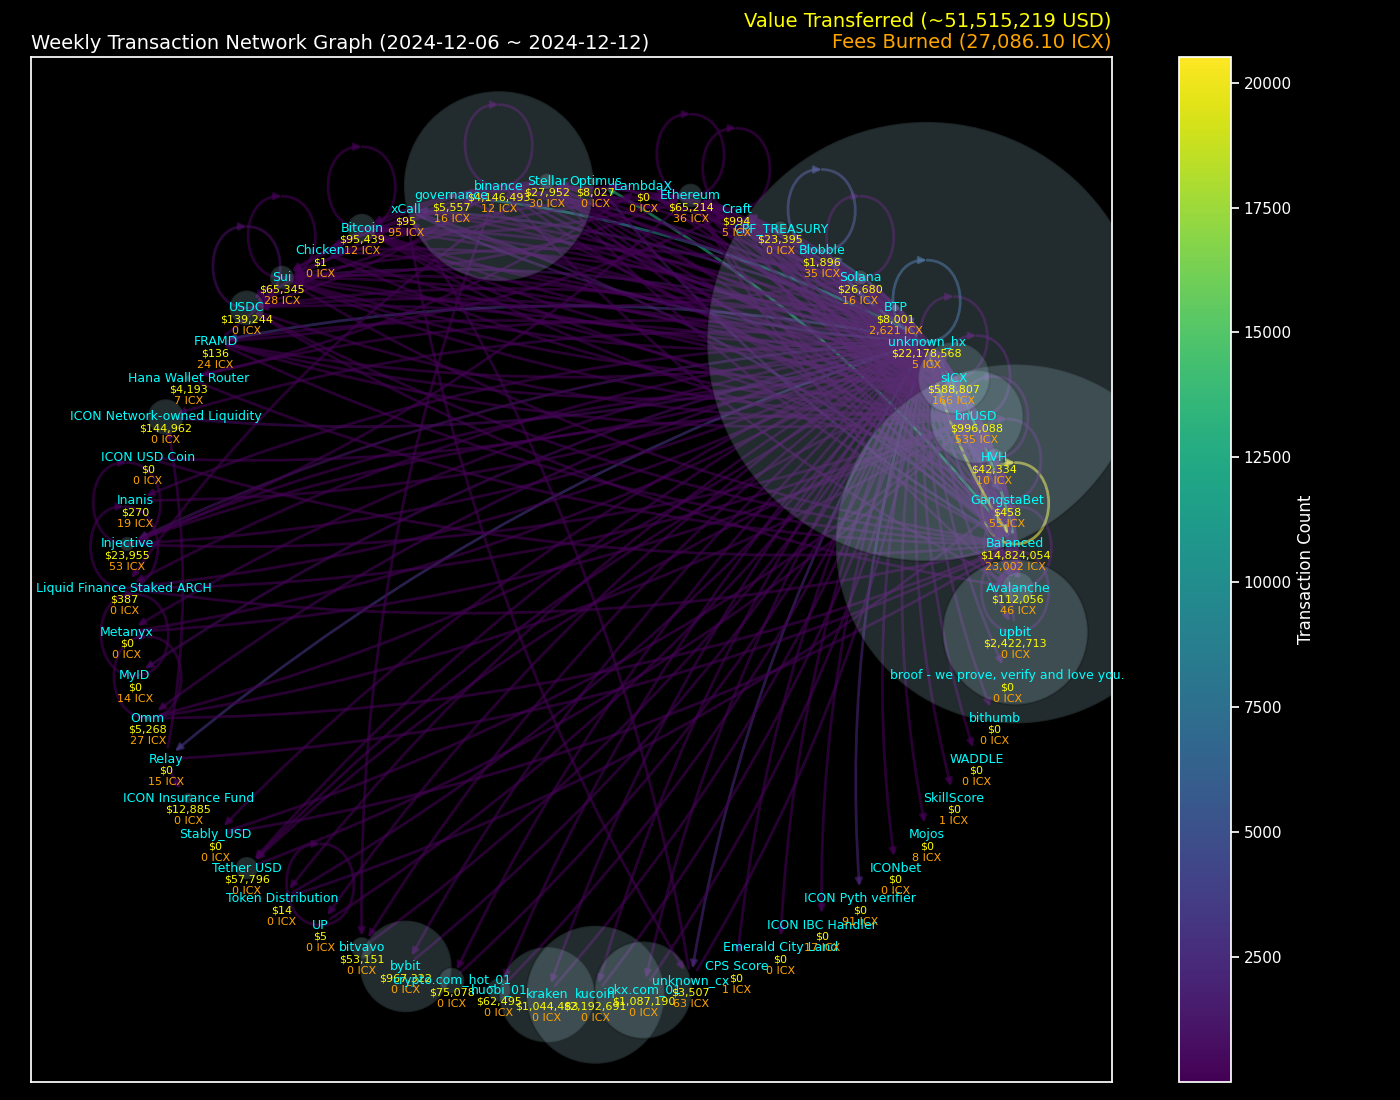 Value Transferred (~51,515,219 USD)
Weekly Transaction Network Graph (2024-12-06 ~ 2024-12-12)
Fees Burned (27,086.10 ICX)
binance
$4,146,493
12 ICX
Stellar
$27,952
30 ICX
Optimus
$8,027
0 ICX
LambdaX
$0
0 ICX
Ethereum
$65,214
36 ICX
Craft
$994
5 ICX
CPF_TREASURY
$23,395
0 ICX
Blobble
$1,896
35 ICX
Solana
$26,680
16 ICX
BTP
$8,001
2,621 ICX
unknown_hx
$22,178,568
5 ICX
sICX
$588,807
166 ICX
bnUSD
$996,088
535 ICX
HVH
$42,334
10 ICX
GangstaBet
$458
55 ICX
Balanced
$14,824,054
23,002 ICX
Avalanche
$112,056
46 ICX
upbit
$2,422,713
0 ICX
broof - we prove, verify and love you.
$0
0 ICX
bithumb
$0
0 ICX
WADDLE
$0
0 ICX
SkillScore
$0
1 ICX
Mojos
$0
8 ICX
ICONbet
$0
0 ICX
ICON Pyth verifier
$0
91 ICX
ICON IBC Handler
$0
17 ICX
Emerald City Land
$0
0 ICX
CPS Score
$0
1 ICX
unknown_cx
$3,507
63 ICX
0 ICX
kucoin
0 ICX
kraken
0 ICX
huobi_01
$62,495
0 ICX
crypto.com_hot_01
$75,078
0 ICX
bybit
$967,322
0 ICX
bitvavo
$53,151
0 ICX
UP
$5
0 ICX
Token Distribution
$14
0 ICX
Tether USD
$57,796
0 ICX
Stably_USD
$0
0 ICX
ICON Insurance Fund
$12,885
0 ICX
Relay
$0
15 ICX
Omm
$5,268
27 ICX
MyID
$0
14 ICX
Metanyx
$0
0 ICX
Liquid Finance Staked ARCH
$387
0 ICX
Injective
$23,955
53 ICX
Inanis
$270
19 ICX
ICON USD Coin
$0
0 ICX
ICON Network-owned Liquidity
$144,962
0 ICX
Hana Wallet Router
$4,193
7 ICX
FRAMD
$136
24 ICX
USDC
$139,244
0 ICX
Sui
$65,345
28 ICX
Chicken
$1
0 ICX
Bitcoin
$95,439
12 ICX
xCall
$95
95 ICX
governance
$5,557
16 ICX
20000
17500
15000
12500
10000
7500
5000
2500
Transaction Count